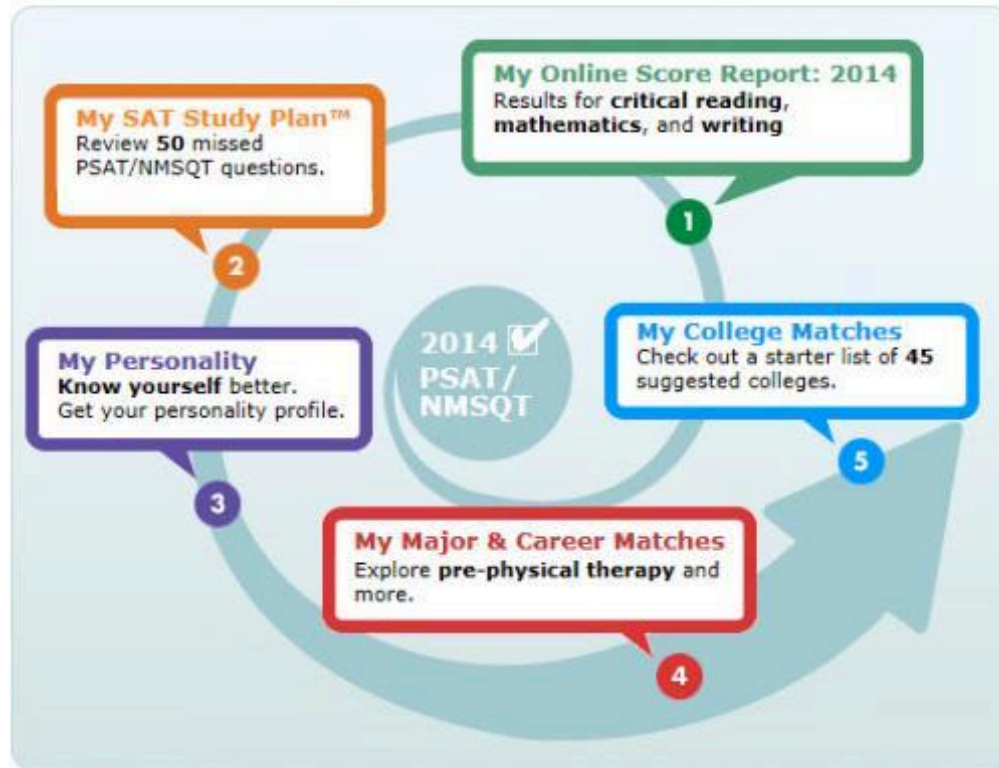 My Online Score Report: 2014
Results for critical reading,
mathematics, and writing
1
My SAT Study Plan™
Review 50 missed
PSAT/NMSQT questions.
2
My Personality
Know yourself better.
Get your personality profile.
3
My Major & Career Matches
Explore pre-physical therapy and
more.
4
My College Matches
Check out a starter list of 45
suggested colleges.
5
2014
PSAT/
NMSQT